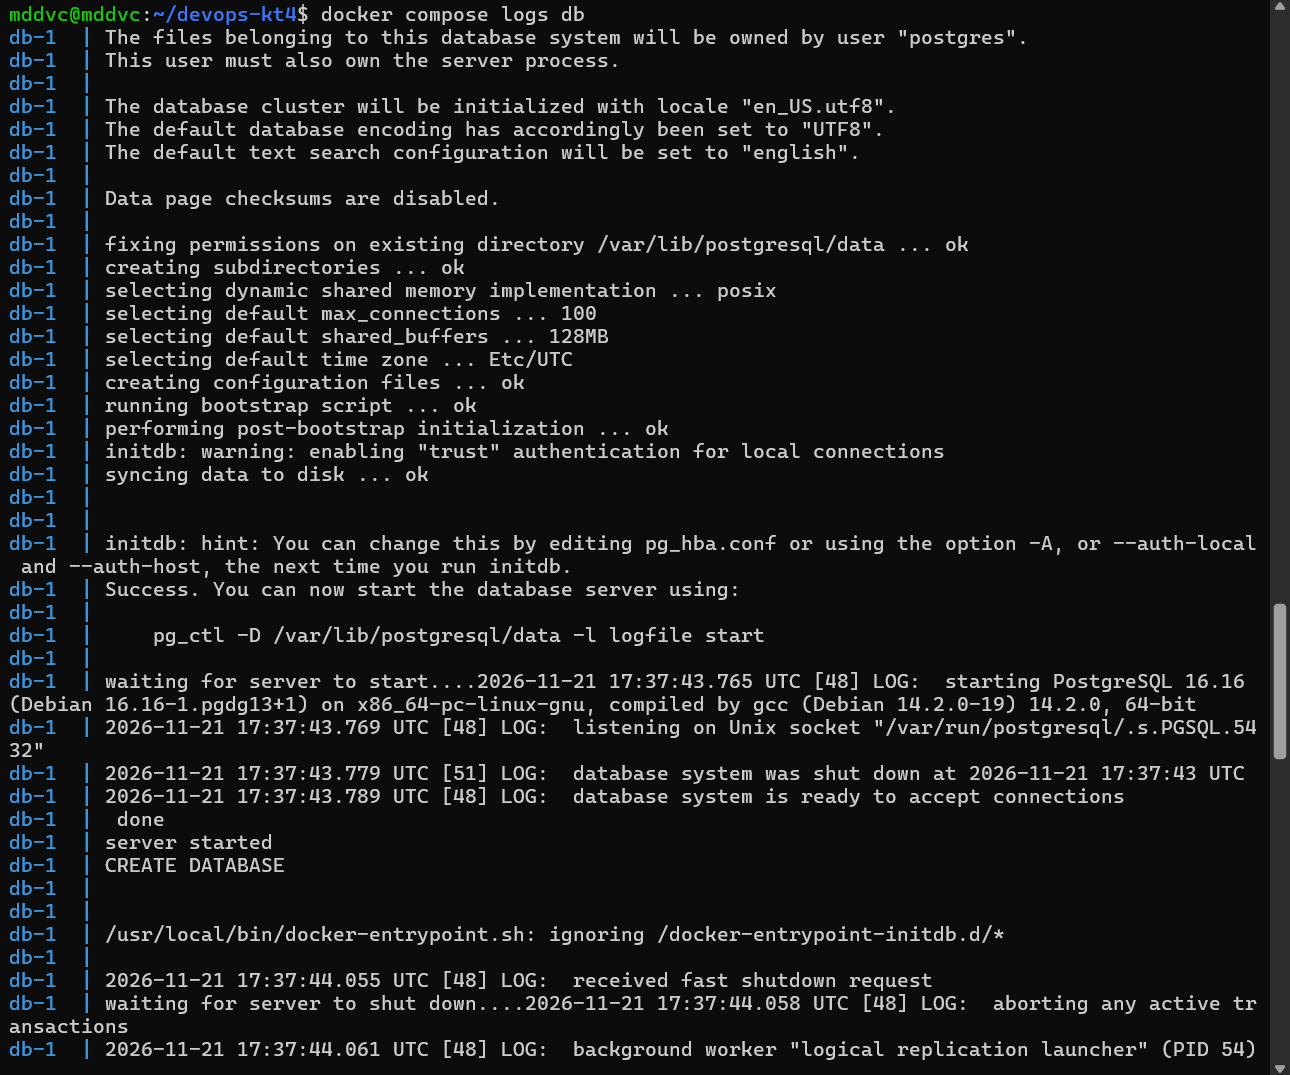 mddvc@mddvc:~/devops-kt4$ docker compose logs db
db-1  | The files belonging to this database system will be owned by user "postgres".
db-1  | This user must also own the server process.
db-1  |
db-1  | The database cluster will be initialized with locale "en_US.utf8".
db-1  | The default database encoding has accordingly been set to "UTF8".
db-1  | The default text search configuration will be set to "english".
db-1  |
db-1  | Data page checksums are disabled.
db-1  |
db-1  | fixing permissions on existing directory /var/lib/postgresql/data ... ok
db-1  | creating subdirectories ... ok
db-1  | selecting dynamic shared memory implementation ... posix
db-1  | selecting default max_connections ... 100
db-1  | selecting default shared_buffers ... 128MB
db-1  | selecting default time zone ... Etc/UTC
db-1  | creating configuration files ... ok
db-1  | running bootstrap script ... ok
db-1  | performing post-bootstrap initialization ... ok
db-1  | initdb: warning: enabling "trust" authentication for local connections
db-1  | syncing data to disk ... ok
db-1  |
db-1  |
db-1  | initdb: hint: You can change this by editing pg_hba.conf or using the option -A, or --auth-local
 and --auth-host, the next time you run initdb.
db-1  | Success. You can now start the database server using:
db-1  |
db-1  |     pg_ctl -D /var/lib/postgresql/data -l logfile start
db-1  |
db-1  | waiting for server to start....2026-11-21 17:37:43.765 UTC [48] LOG:  starting PostgreSQL 16.16
(Debian 16.16-1.pgdg13+1) on x86_64-pc-linux-gnu, compiled by gcc (Debian 14.2.0-19) 14.2.0, 64-bit
db-1  | 2026-11-21 17:37:43.769 UTC [48] LOG:  listening on Unix socket "/var/run/postgresql/.s.PGSQL.54
32"
db-1  | 2026-11-21 17:37:43.779 UTC [51] LOG:  database system was shut down at 2026-11-21 17:37:43 UTC
db-1  | 2026-11-21 17:37:43.789 UTC [48] LOG:  database system is ready to accept connections
db-1  |  done
db-1  | server started
db-1  | CREATE DATABASE
db-1  |
db-1  |
db-1  | /usr/local/bin/docker-entrypoint.sh: ignoring /docker-entrypoint-initdb.d/*
db-1  |
db-1  | 2026-11-21 17:37:44.055 UTC [48] LOG:  received fast shutdown request
db-1  | waiting for server to shut down....2026-11-21 17:37:44.058 UTC [48] LOG:  aborting any active tr
ansactions
db-1  | 2026-11-21 17:37:44.061 UTC [48] LOG:  background worker "logical replication launcher" (PID 54)